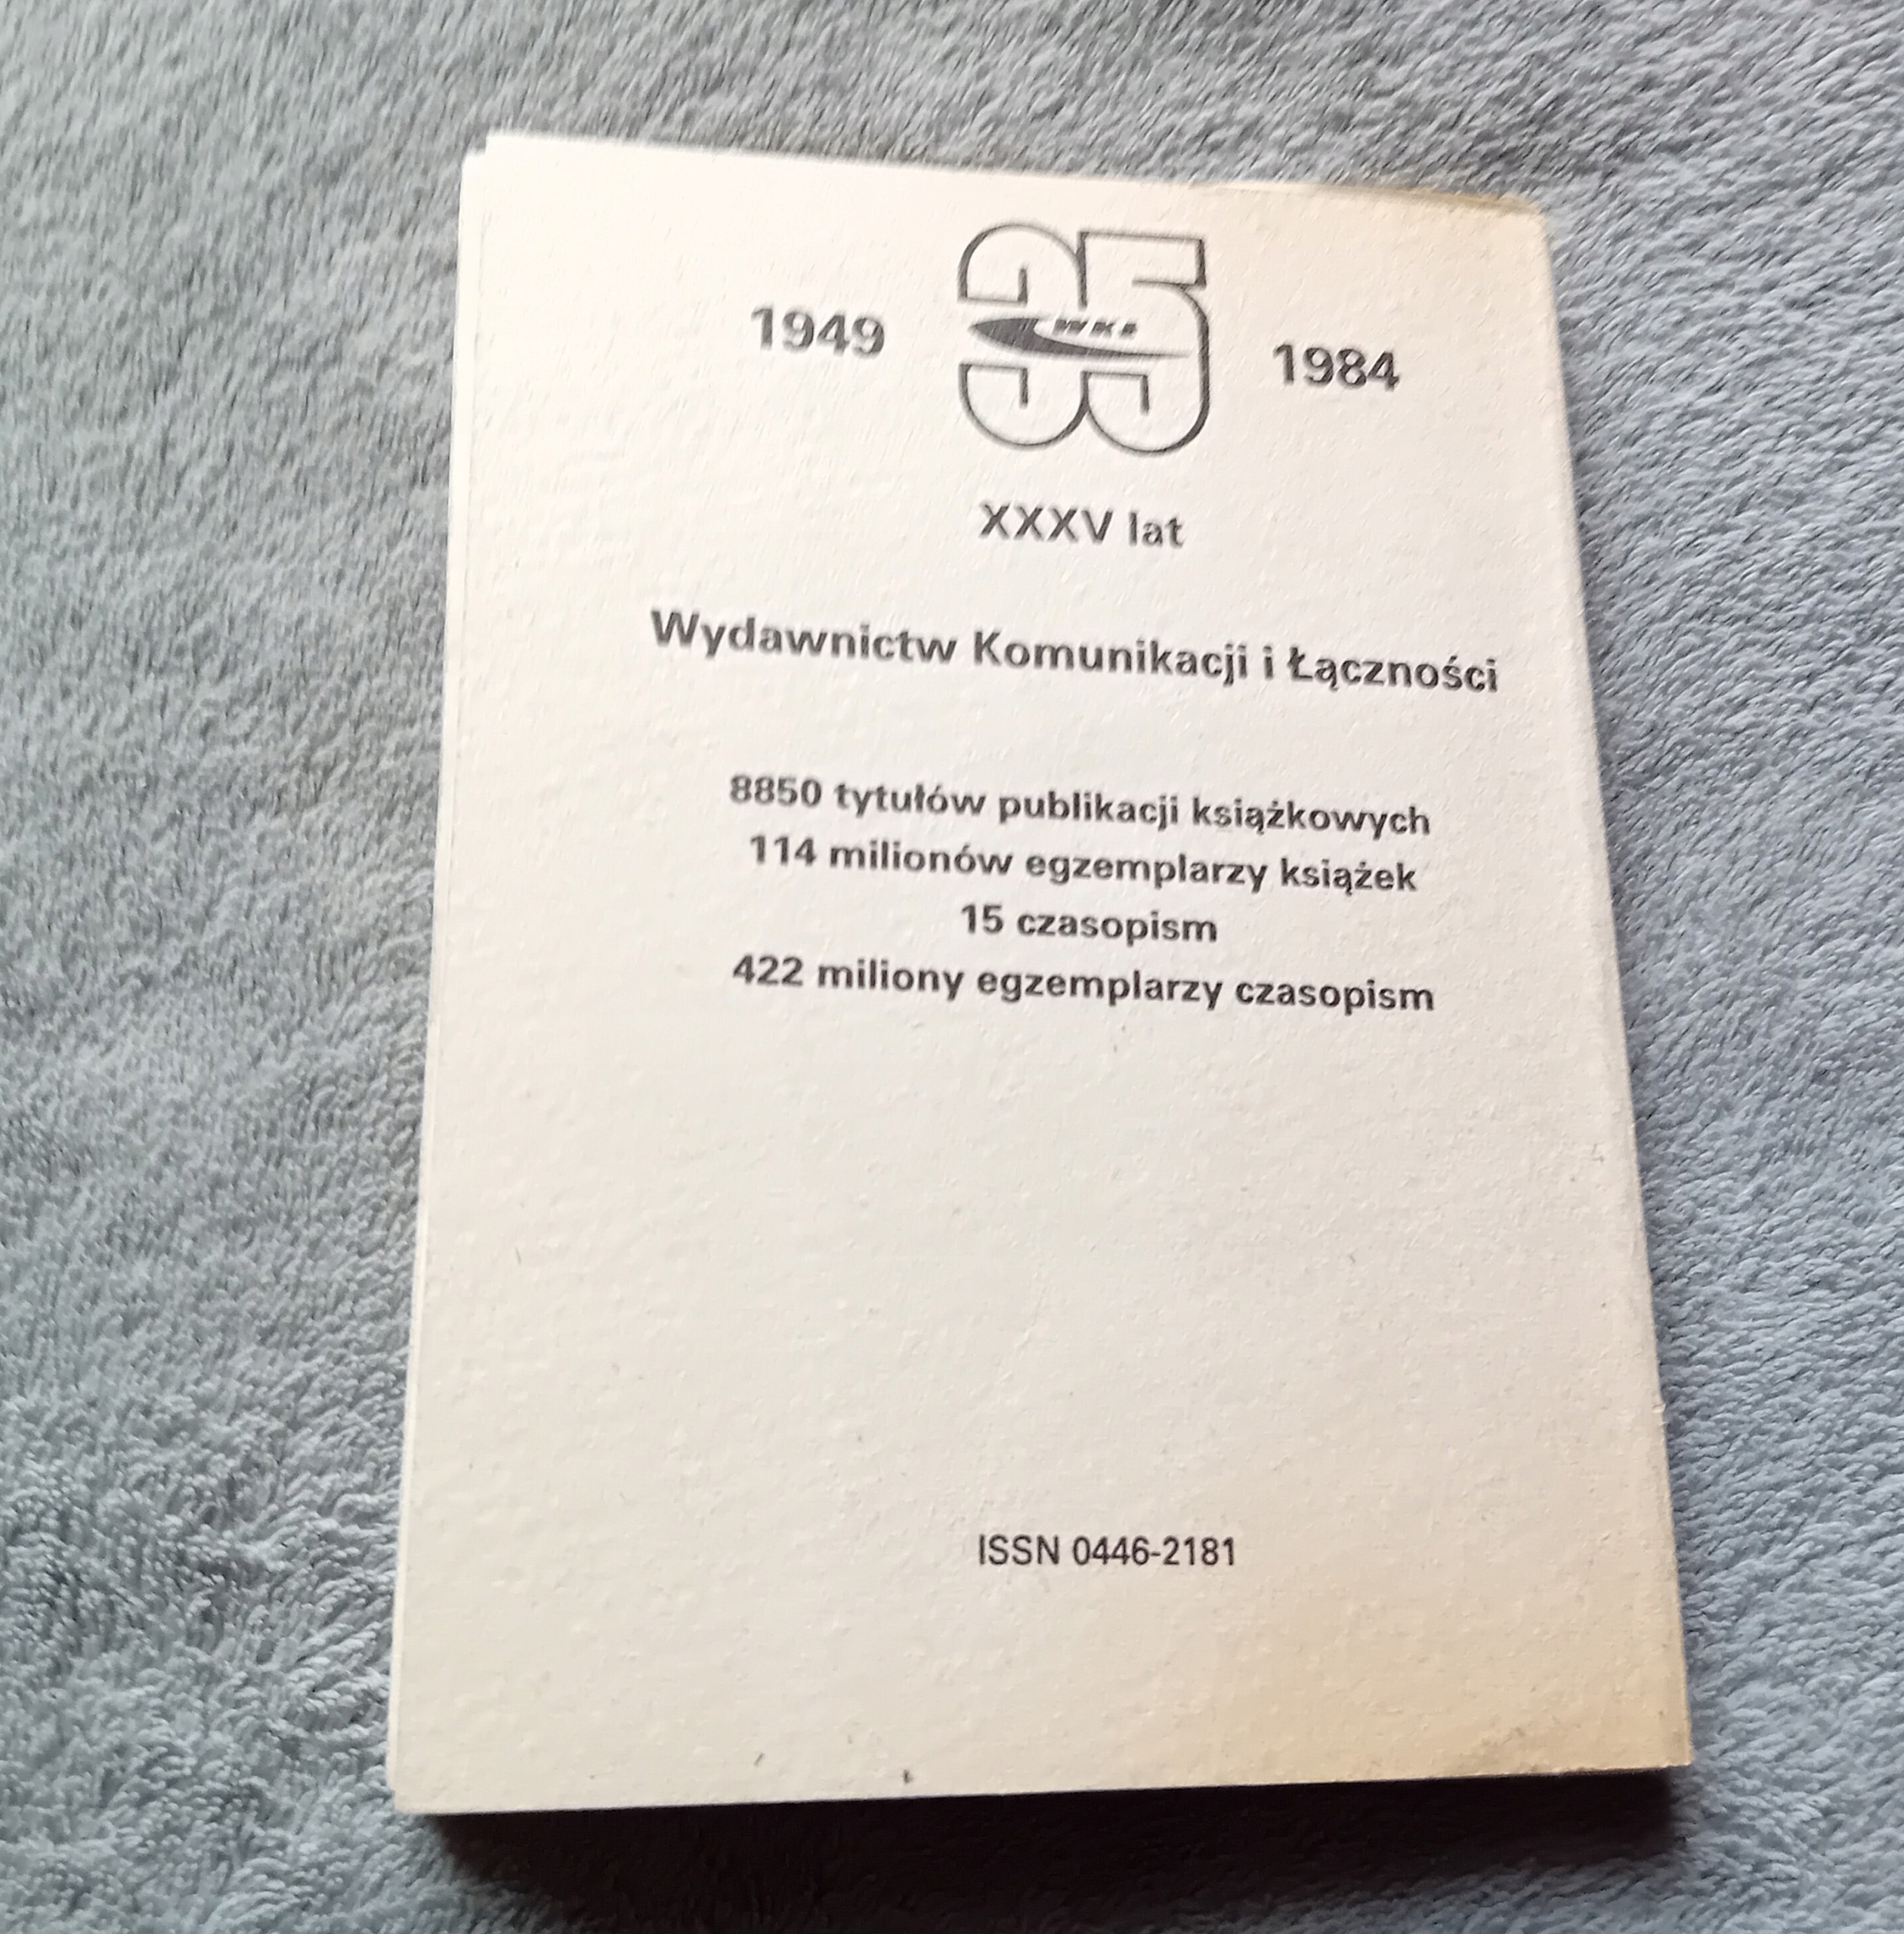 1949 35 1984
WKŁ
XXXV lat
Wydawnictw Komunikacji i Łączności
8850 tytułów publikacji książkowych
114 milionów egzemplarzy książek
15 czasopism
422 miliony egzemplarzy czasopism
ISSN 0446-2181